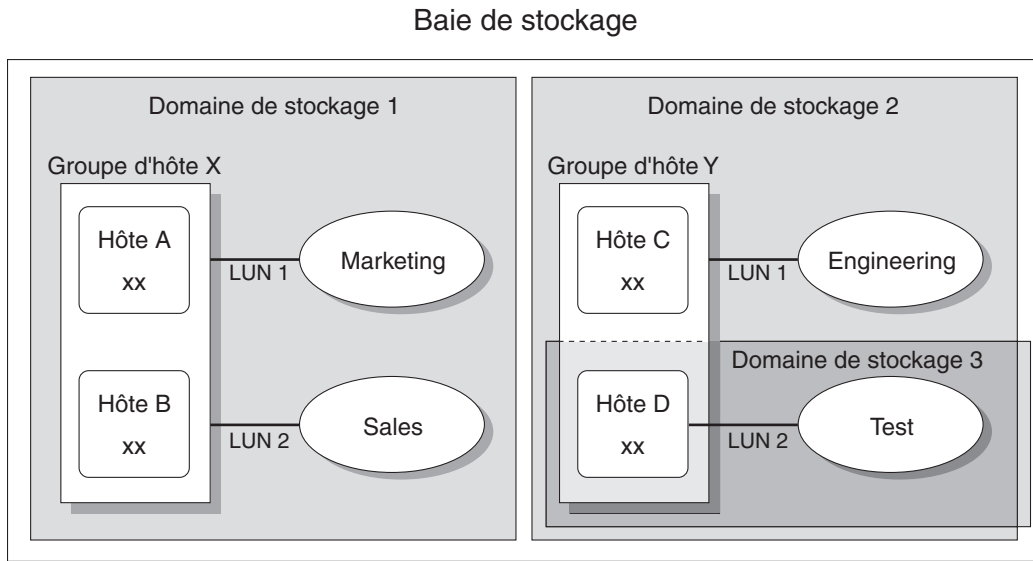 Baie de stockage
Domaine de stockage 1
Groupe d'hôte X
Hôte A
xx
LUN 1
Marketing
Hôte B
xx
LUN 2
Sales
Domaine de stockage 2
Groupe d'hôte Y
Hôte C
xx
LUN 1
Engineering
Domaine de stockage 3
Hôte D
xx
LUN 2
Test